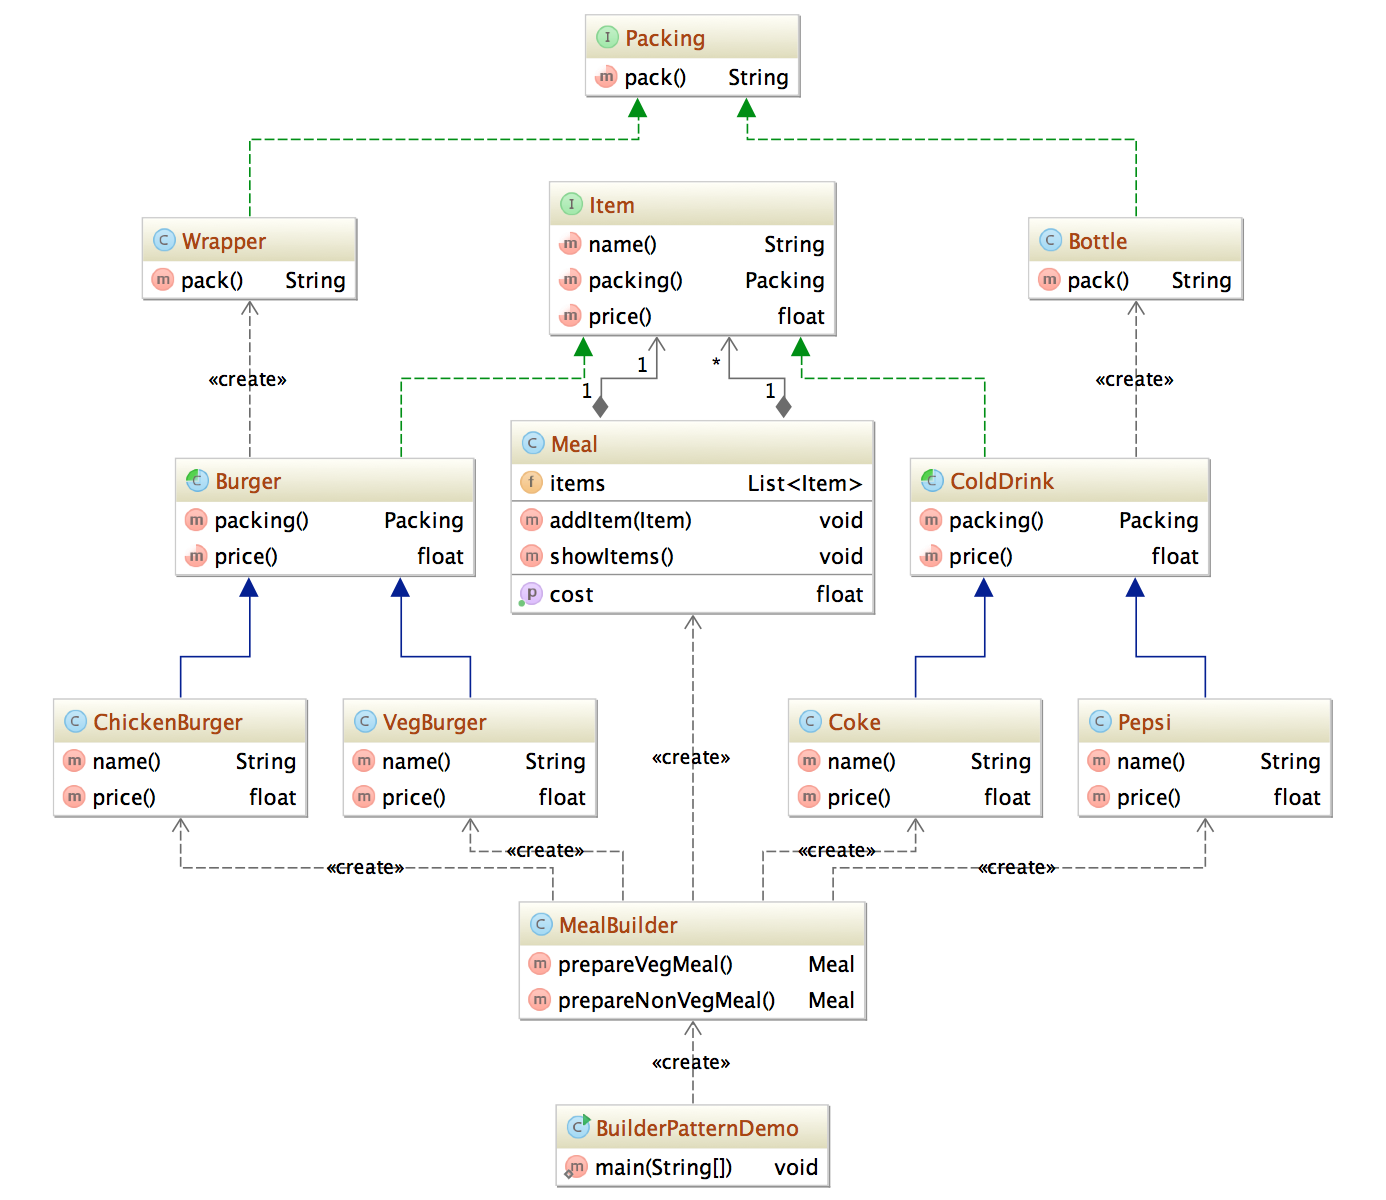 I Packing
m pack() String
I Item
m name() String
m packing() Packing
m price() float
C Wrapper
m pack() String
C Bottle
m pack() String
«create»
1
1
*
1
«create»
C Meal
f items List<Item>
m addItem(Item) void
m showItems() void
p cost float
C Burger
m packing() Packing
m price() float
C ColdDrink
m packing() Packing
m price() float
C ChickenBurger
m name() String
m price() float
C VegBurger
m name() String
m price() float
«create»
C Coke
m name() String
m price() float
C Pepsi
m name() String
m price() float
«create»
«create»
«create»
«create»
C MealBuilder
m prepareVegMeal() Meal
m prepareNonVegMeal() Meal
«create»
C BuilderPatternDemo
m main(String[]) void